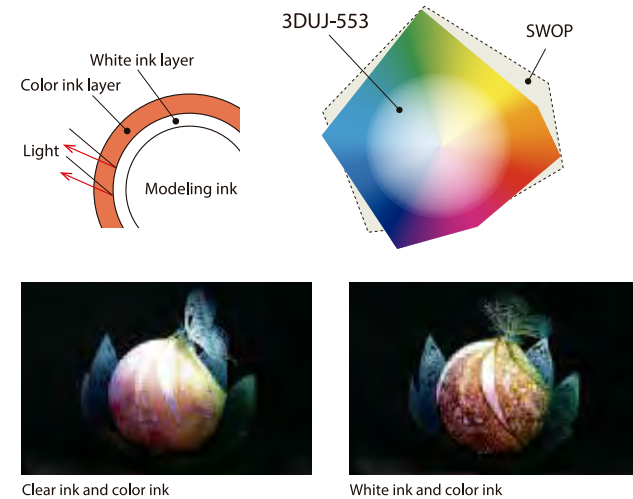 White ink layer
Color ink layer
Light
Modeling ink
3DUJ-553
SWOP
Clear ink and color ink
White ink and color ink